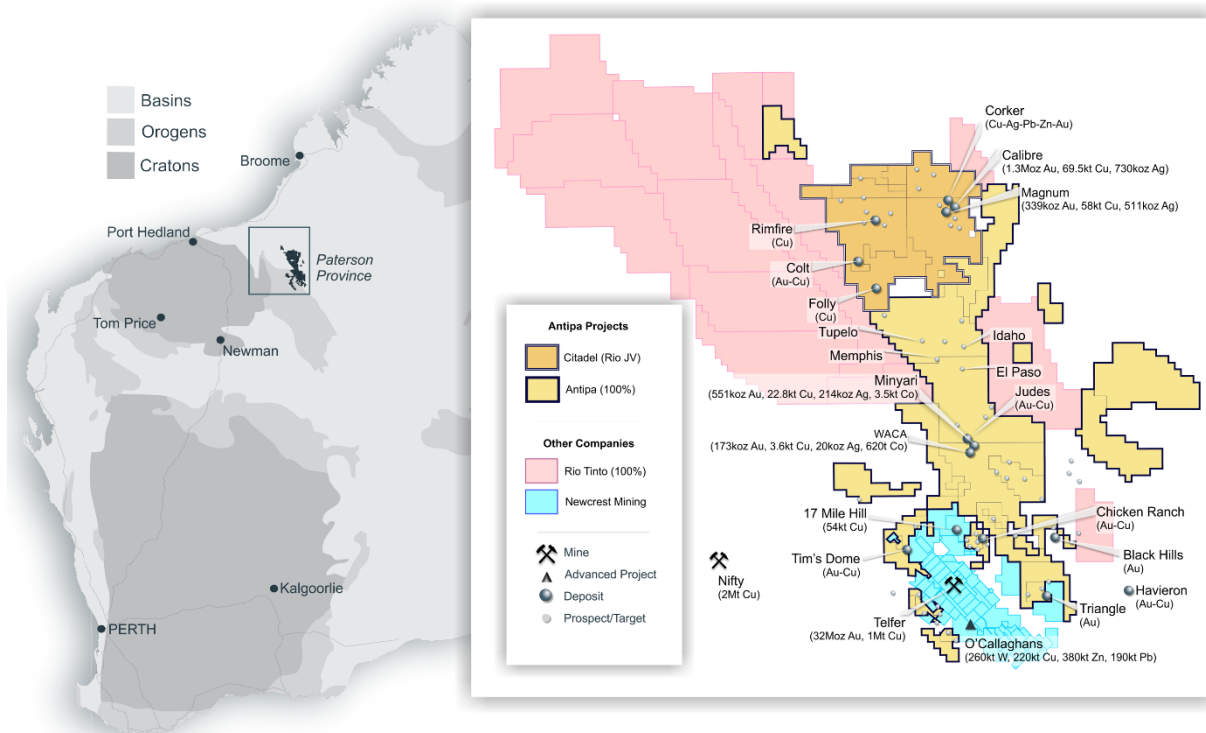 Basins
Orogens
Cratons
Broome
Port Hedland
Paterson
Province
Tom Price
Newman
Kalgoorlie
PERTH
Corker
(Cu-Ag-Pb-Zn-Au)
Calibre
(1.3Moz Au, 69.5kt Cu, 730koz Ag)
Magnum
(339koz Au, 58kt Cu, 511koz Ag)
Rimfire
(Cu)
Colt
(Au-Cu)
Folly
(Cu)
Tupelo
Idaho
Memphis
El Paso
Minyari
(551koz Au, 22.8kt Cu, 214koz Ag, 3.5kt Co)
Judes
(Au-Cu)
WACA
(173koz Au, 3.6kt Cu, 20koz Ag, 620t Co)
17 Mile Hill
(54kt Cu)
Chicken Ranch
(Au-Cu)
Tim's Dome
(Au-Cu)
Black Hills
(Au)
Nifty
(2Mt Cu)
Havieron
(Au-Cu)
Triangle
(Au)
Telfer
(32Moz Au, 1Mt Cu)
O'Callaghans
(260kt W, 220kt Cu, 380kt Zn, 190kt Pb)
Antipa Projects
Citadel (Rio JV)
Antipa (100%)
Other Companies
Rio Tinto (100%)
Newcrest Mining
Mine
Advanced Project
Deposit
Prospect/Target